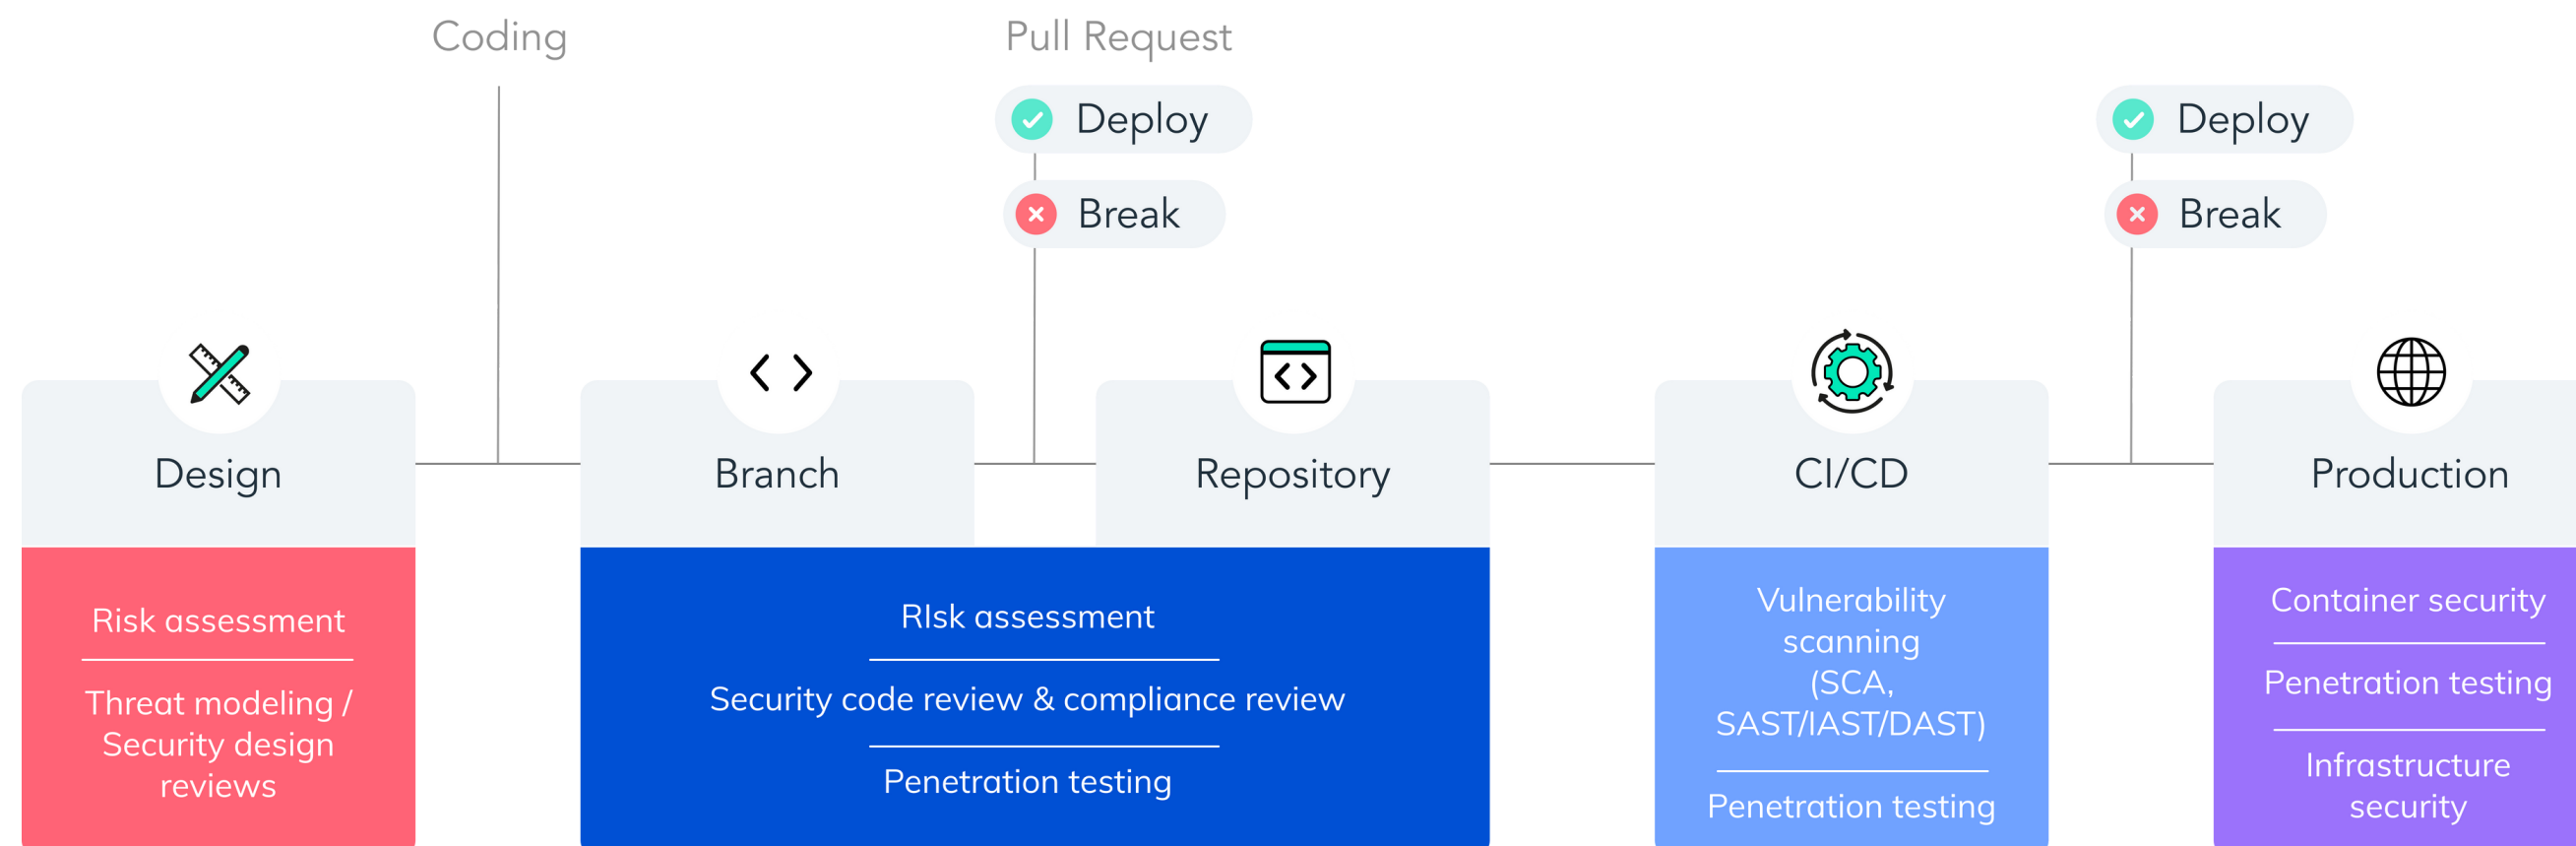 Coding
Pull Request
Deploy
Break
Deploy
Break
Design
Branch
Repository
CI/CD
Production
Risk assessment
Threat modeling /
Security design
reviews
RIsk assessment
Security code review & compliance review
Penetration testing
Vulnerability
scanning
(SCA,
SAST/IAST/DAST)
Penetration testing
Container security
Penetration testing
Infrastructure
security